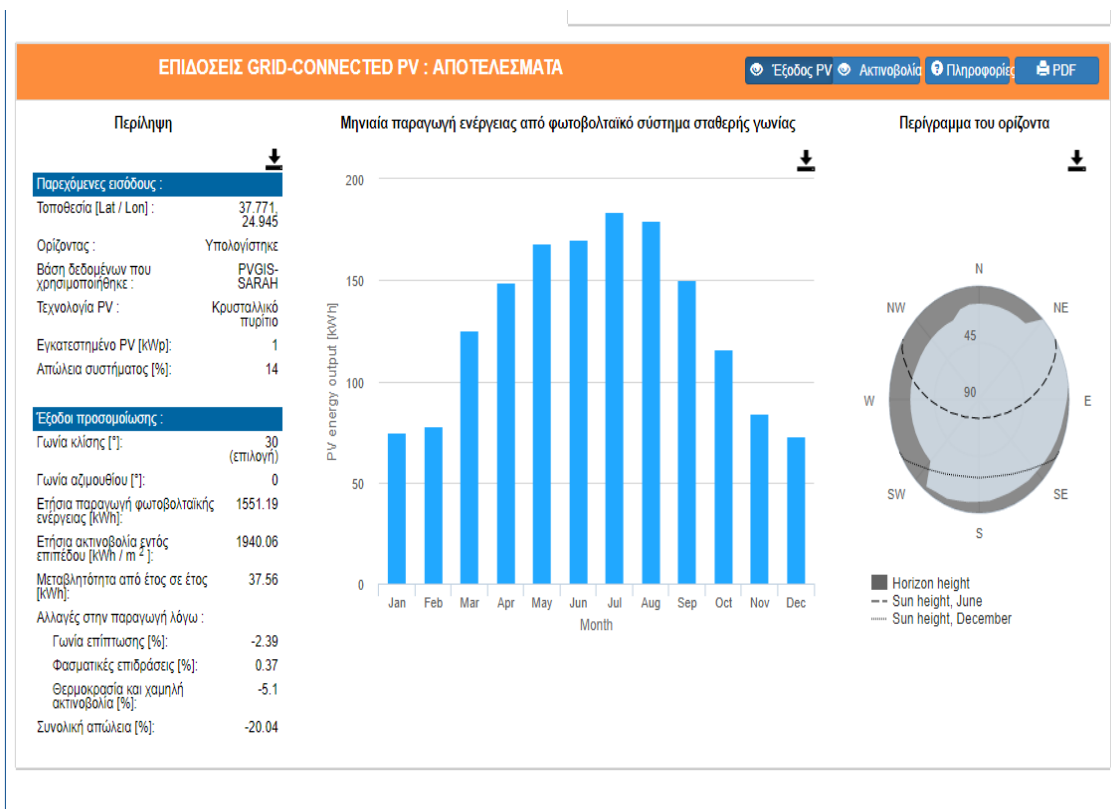 ΕΠΙΔΟΣΕΙΣ GRID-CONNECTED PV : ΑΠΟΤΕΛΕΣΜΑΤΑ
Έξοδος PV
Ακτινοβολία
Πληροφορίες
PDF
Περίληψη
Παρεχόμενες εισόδους :
Τοποθεσία [Lat / Lon] : 37.771,
24.945
Ορίζοντας : Υπολογίστηκε
Βάση δεδομένων που PVGIS-
χρησιμοποιήθηκε : SARAH
Τεχνολογία PV : Κρυσταλλικό
πυρίτιο
Εγκατεστημένο PV [kWp]: 1
Απώλεια συστήματος [%]: 14
Έξοδοι προσομοίωσης :
Γωνία κλίσης [°]: 30
(επιλογή)
Γωνία αζιμουθίου [°]: 0
Ετήσια παραγωγή φωτοβολταϊκής 1551.19
ενέργειας [kWh]:
Ετήσια ακτινοβολία εντός 1940.06
επιπέδου [kWh / m 2 ]:
Μεταβλητότητα από έτος σε έτος 37.56
[kWh]:
Αλλαγές στην παραγωγή λόγω :
Γωνία επίπτωσης [%]: -2.39
Φασματικές επιδράσεις [%]: 0.37
Θερμοκρασία και χαμηλή -5.1
ακτινοβολία [%]:
Συνολική απώλεια [%]: -20.04
Μηνιαία παραγωγή ενέργειας από φωτοβολταϊκό σύστημα σταθερής γωνίας
PV energy output [kWh]
200
150
100
50
0
Jan Feb Mar Apr May Jun Jul Aug Sep Oct Nov Dec
Month
Περίγραμμα του ορίζοντα
N
NW NE
45
90
W E
SW SE
S
Horizon height
Sun height, June
Sun height, December